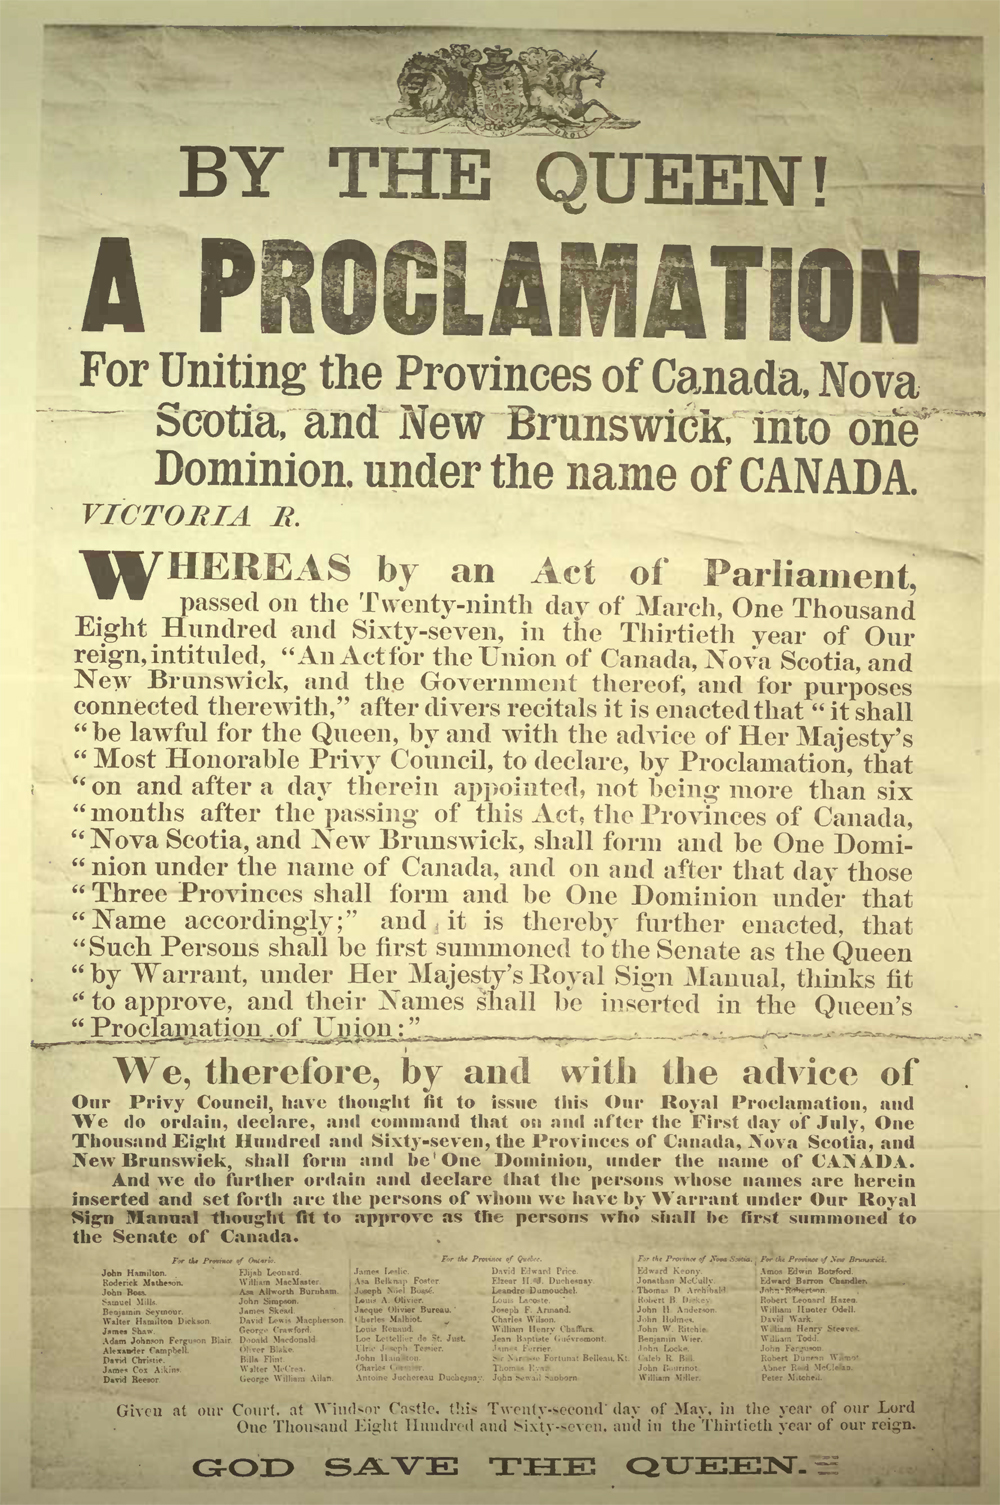 DROIT
BY THE QUEEN!
A PROCLAMATION
For Uniting the Provinces of Canada, Nova
Scotia, and New Brunswick, into one
Dominion, under the name of CANADA.
VICTORIA R.
WHEREAS by an Act of Parliament,
passed on the Twenty-ninth day of March, One Thousand
Eight Hundred and Sixty-seven, in the Thirtieth year of Our
reign, intituled, "An Act for the Union of Canada, Nova Scotia, and
New Brunswick, and the Government thereof, and for purposes
connected therewith," after divers recitals it is enacted that " it shall
" be lawful for the Queen, by and with the advice of Her Majesty's
" Most Honorable Privy Council, to declare, by Proclamation, that
" on and after a day therein appointed, not being more than six
" months after the passing of this Act, the Provinces of Canada,
" Nova Scotia, and New Brunswick, shall form and be One Domi-
" nion under the name of Canada, and on and after that day those
" Three Provinces shall form and be One Dominion under that
" Name accordingly;" and it is thereby further enacted, that
"Such Persons shall be first summoned to the Senate as the Queen
" by Warrant, under Her Majesty's Royal Sign Manual, thinks fit
" to approve, and their Names shall be inserted in the Queen's
" Proclamation of Union:"
We, therefore, by and with the advice of
Our Privy Council, have thought fit to issue this Our Royal Proclamation, and
We do ordain, declare, and command that on and after the First day of July, One
Thousand Eight Hundred and Sixty-seven, the Provinces of Canada, Nova Scotia, and
New Brunswick, shall form and be One Dominion, under the name of CANADA.
And we do further ordain and declare that the persons whose names are herein
inserted and set forth are the persons of whom we have by Warrant under Our Royal
Sign Manual thought fit to approve as the persons who shall be first summoned to
the Senate of Canada.
For the Province of Ontario.
John Hamilton.
Roderick Matheson.
John Ross.
Samuel Mills.
Benjamin Seymour.
Walter Hamilton Dickson.
James Shaw.
Adam Johnson Ferguson Blair.
Alexander Campbell.
David Christie.
James Cox Aikins.
David Reesor.
Elijah Leonard.
William MacMaster.
Asa Allworth Burnham.
John Simpson.
James Skead.
David Lewis Macpherson.
George Crawford.
Donald Macdonald.
Oliver Blake.
Billa Flint.
Walter McCrea.
George William Allan.
For the Province of Quebec.
James Leslie.
Asa Belknap Foster
Joseph Noël Bossé.
Louis A. Olivier.
Jacque Olivier Bureau.
Charles Malhiot.
Louis Renaud.
Luc Letellier de St. Just.
Ulric Joseph Tessier.
John Hamilton.
Charles Cormier.
Antoine Juchereau Duchesnay.
David Edward Price.
Elzear H. Duchesnay.
Leandre Dumouchel.
Louis Lacoste.
Joseph F. Armand.
Charles Wilson.
William Henry Chaffers.
Jean Baptiste Guévremont.
James Ferrier.
Sir Narcisse Fortunat Belleau, Kt.
Thomas Ryan.
John Sewall Sanborn.
For the Province of Nova Scotia.
Edward Kenny.
Jonathan McCully.
Thomas D. Archibald.
Robert B. Dickey.
John H. Anderson.
John Holmes.
John W. Ritchie.
Benjamin Wier.
John Locke.
Caleb R. Bill.
John Bourinot.
William Miller.
For the Province of New Brunswick.
Amos Edwin Botsford.
Edward Barron Chandler.
John Robertson.
Robert Leonard Hazen.
William Hunter Odell.
David Wark.
William Henry Steeves.
William Todd.
John Ferguson.
Robert Duncan Wilmot.
Abner Reid McClelan.
Peter Mitchell.
Given at our Court, at Windsor Castle, this Twenty-second day of May, in the year of our Lord
One Thousand Eight Hundred and Sixty-seven, and in the Thirtieth year of our reign.
GOD SAVE THE QUEEN.